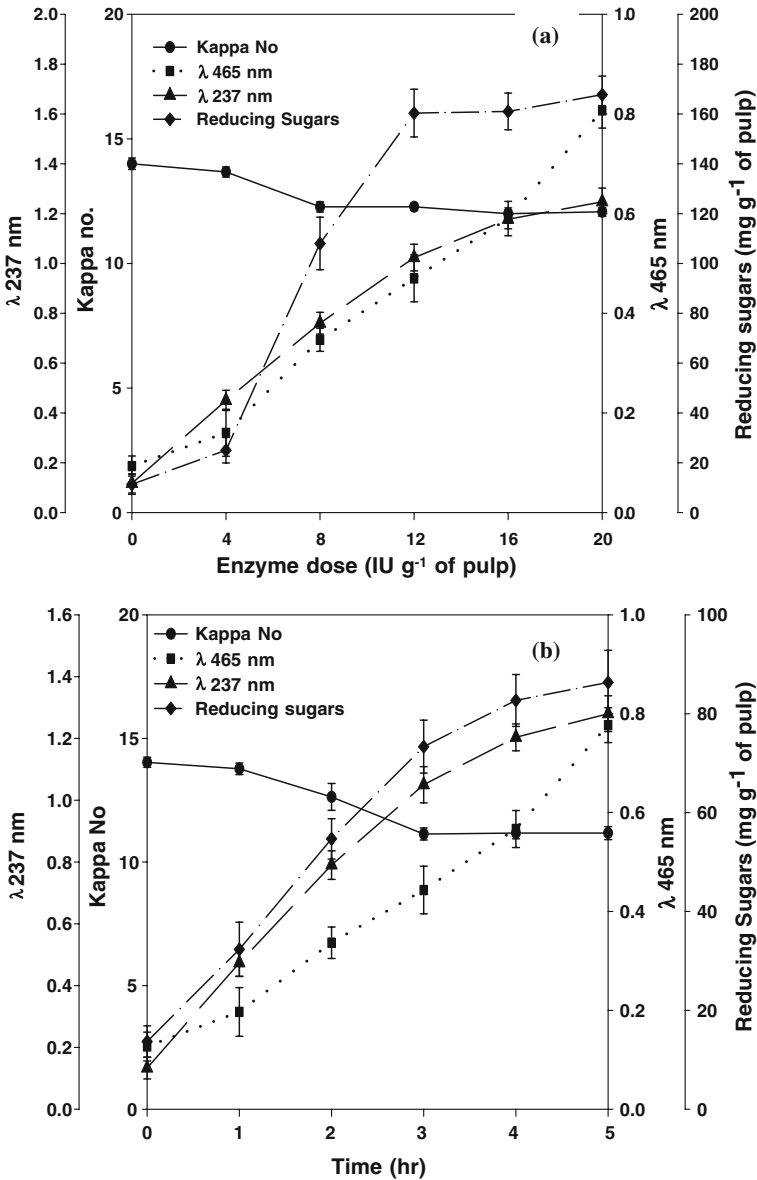 (a)
Kappa No
λ 465 nm
λ 237 nm
Reducing Sugars
2.0
1.8
1.6
1.4
1.2
1.0
0.8
0.6
0.4
0.2
0.0
λ 237 nm
20
15
10
5
0
Kappa no.
1.0
0.8
0.6
0.4
0.2
0.0
λ 465 nm
200
180
160
140
120
100
80
60
40
20
0
Reducing sugars (mg g-1 of pulp)
0 4 8 12 16 20
Enzyme dose (IU g-1 of pulp)
(b)
Kappa No
λ 465 nm
λ 237 nm
Reducing sugars
1.6
1.4
1.2
1.0
0.8
0.6
0.4
0.2
0.0
λ 237 nm
20
15
10
5
0
Kappa No
1.0
0.8
0.6
0.4
0.2
0.0
λ 465 nm
100
80
60
40
20
0
Reducing Sugars (mg g-1 of pulp)
0 1 2 3 4 5
Time (hr)